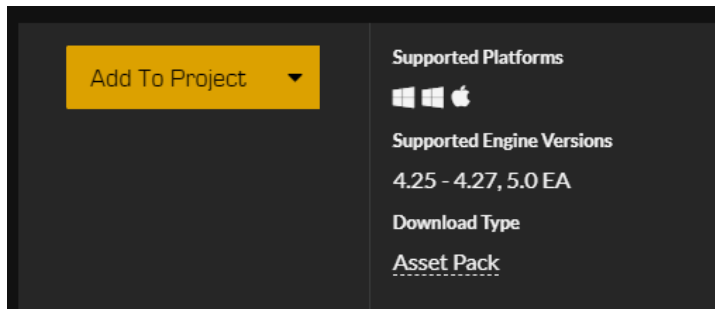 Add To Project
Supported Platforms
Supported Engine Versions
4.25 - 4.27, 5.0 EA
Download Type
Asset Pack